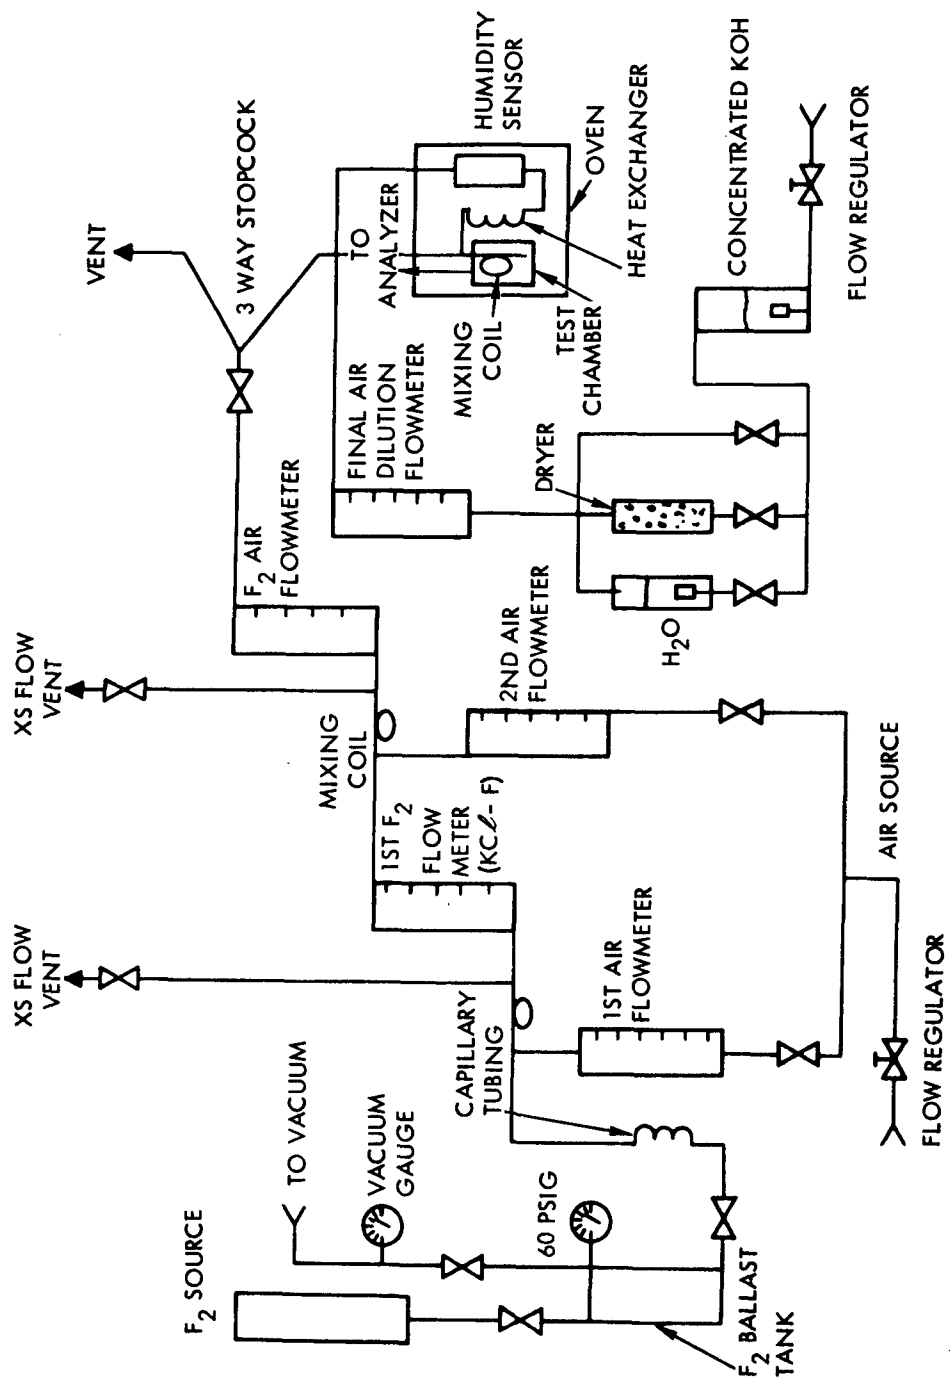 F2 SOURCE
TO VACUUM
VACUUM
GAUGE
60 PSIG
F2 BALLAST
TANK
CAPILLARY
TUBING
XS FLOW
VENT
1ST AIR
FLOWMETER
FLOW REGULATOR
AIR SOURCE
1ST F2
FLOW
METER
(KCℓ-F)
MIXING
COIL
XS FLOW
VENT
2ND AIR
FLOWMETER
F2 AIR
FLOWMETER
3 WAY STOPCOCK
VENT
FINAL AIR
DILUTION
FLOWMETER
TO
ANALYZER
MIXING
COIL
TEST
CHAMBER
HUMIDITY
SENSOR
OVEN
HEAT EXCHANGER
DRYER
H2O
CONCENTRATED KOH
FLOW REGULATOR